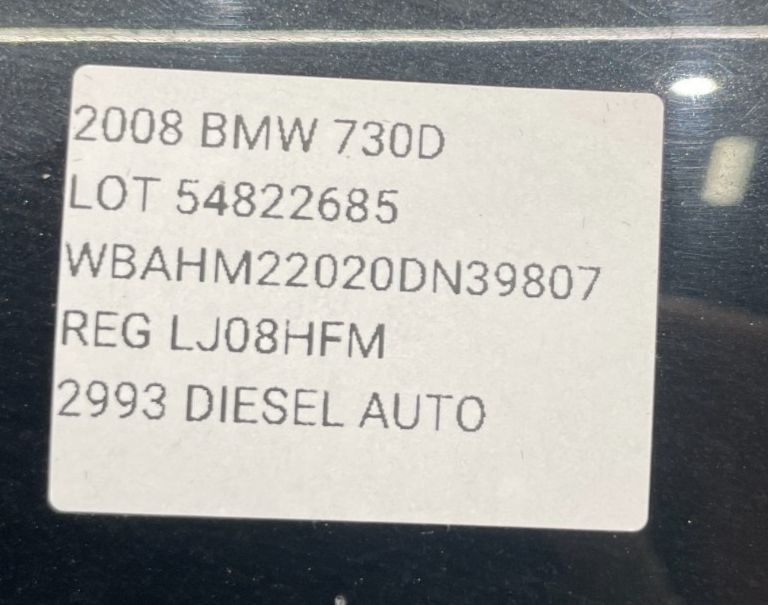 2008 BMW 730D
LOT 54822685
WBAHM22020DN39807
REG LJ08HFM
2993 DIESEL AUTO